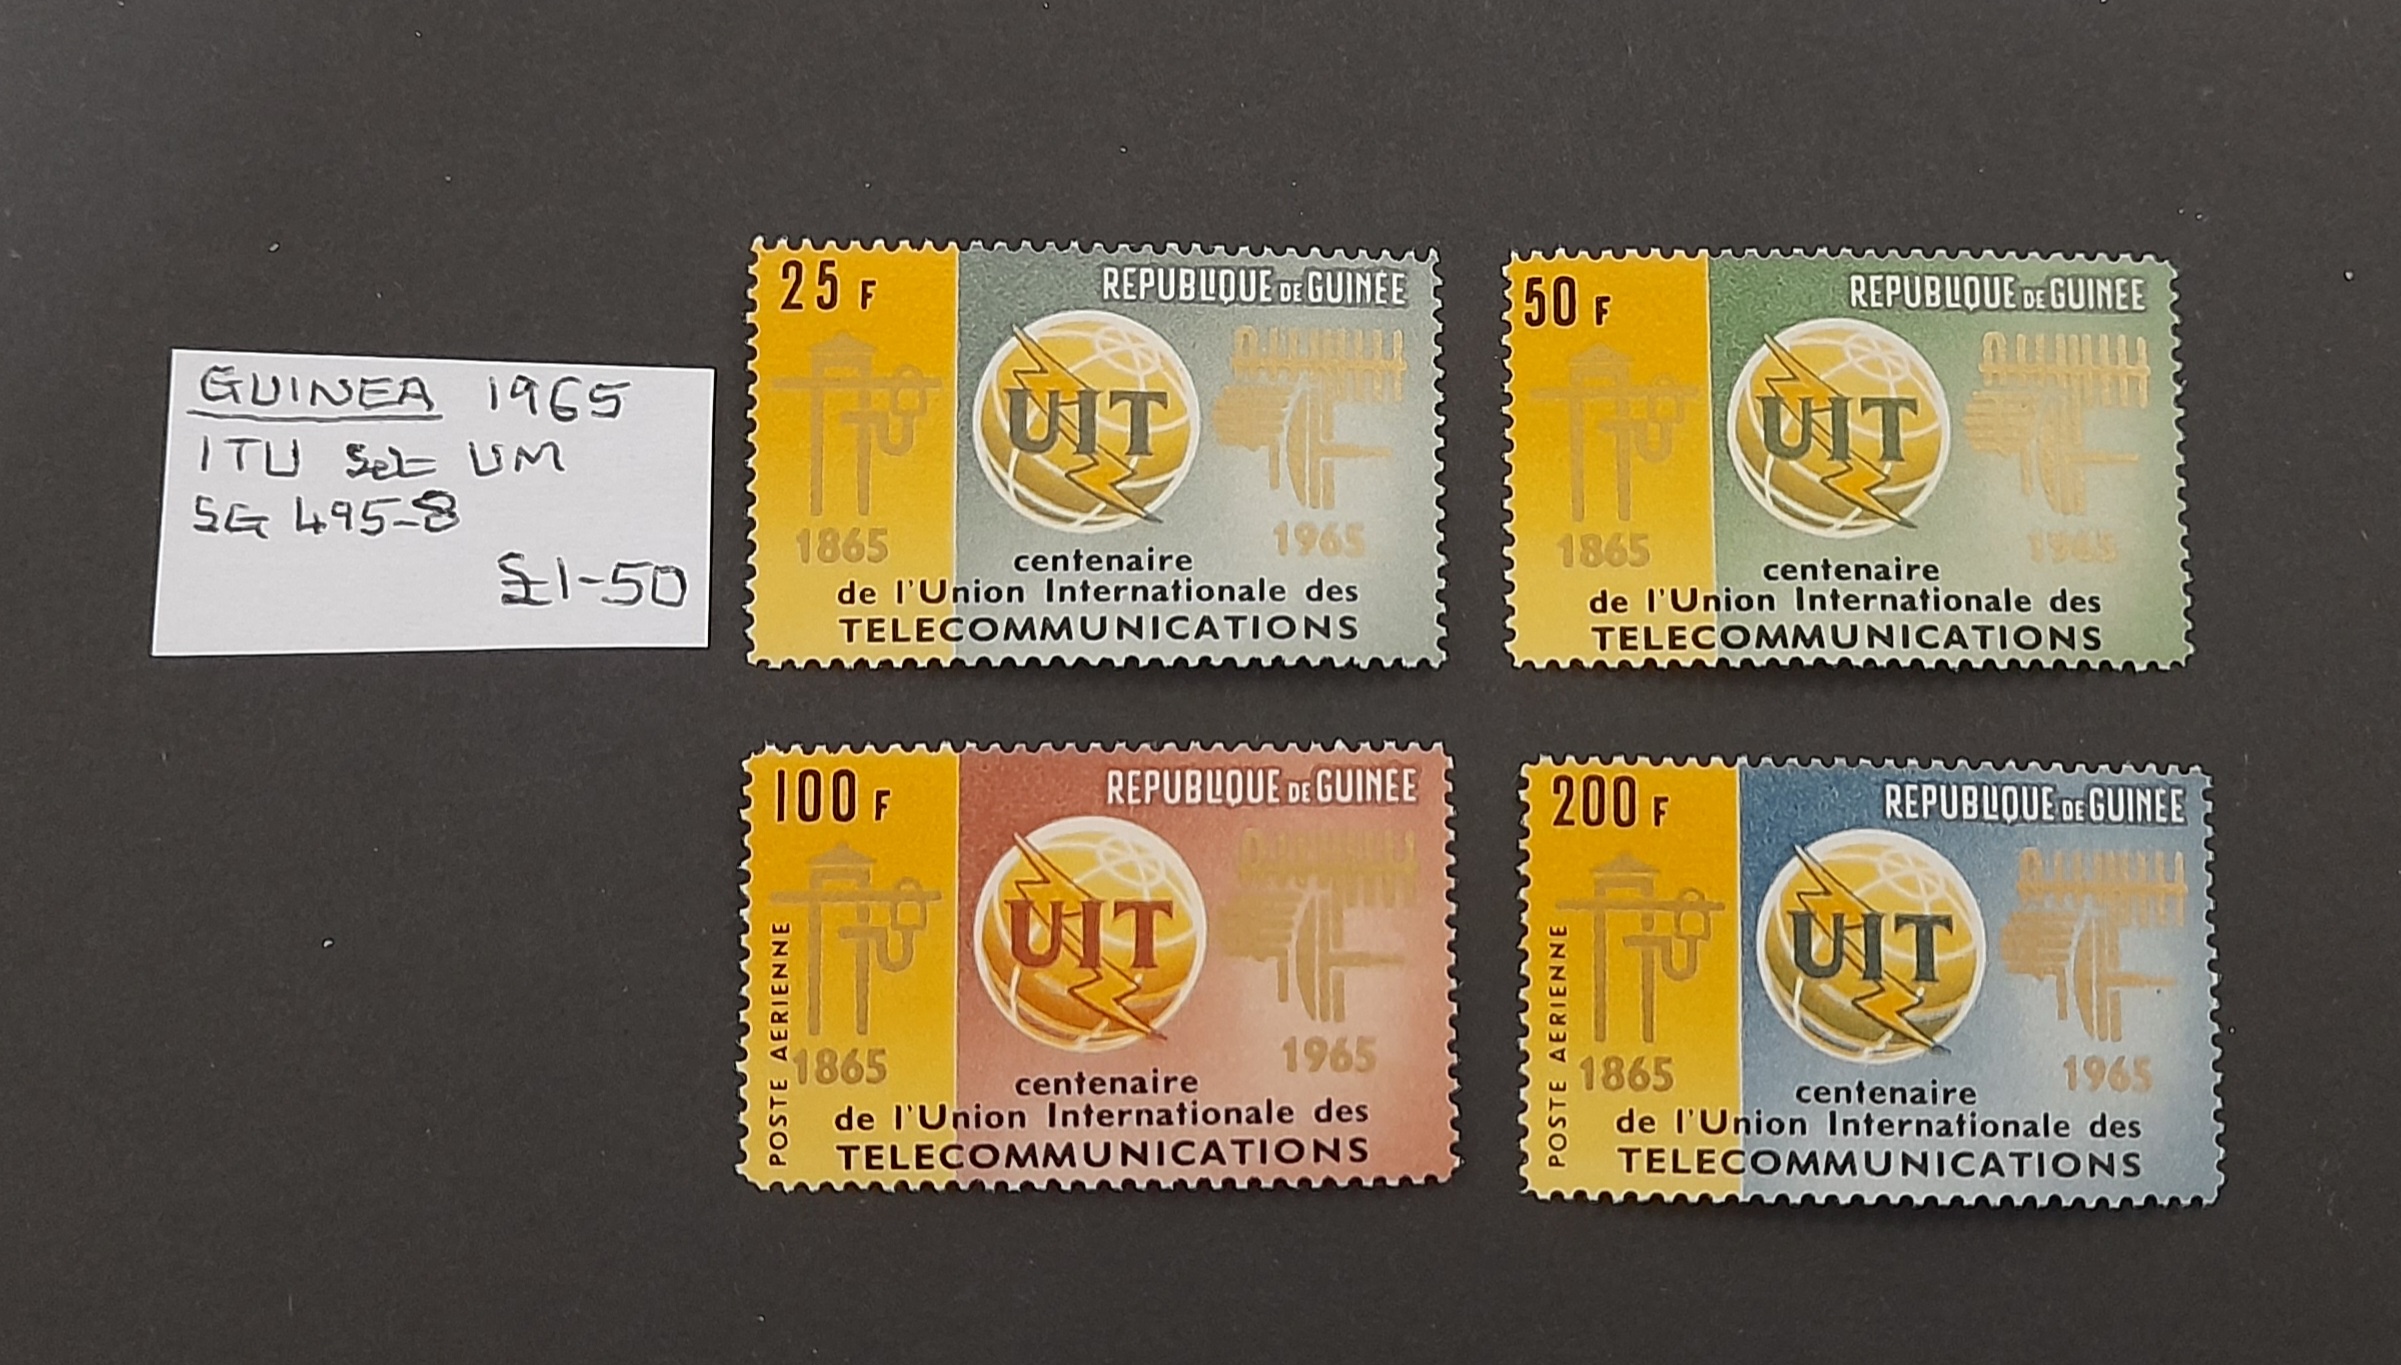 GUINEA 1965
ITU Set UM
SG 495-8
£1-50
25 F
REPUBLIQUE DE GUINEE
UIT
1865
1965
centenaire
de l'Union Internationale des
TELECOMMUNICATIONS
50 F
REPUBLIQUE DE GUINEE
UIT
1865
1965
centenaire
de l'Union Internationale des
TELECOMMUNICATIONS
100 F
REPUBLIQUE DE GUINEE
UIT
POSTE AERIENNE
1865
1965
centenaire
de l'Union Internationale des
TELECOMMUNICATIONS
200 F
REPUBLIQUE DE GUINEE
UIT
POSTE AERIENNE
1865
1965
centenaire
de l'Union Internationale des
TELECOMMUNICATIONS